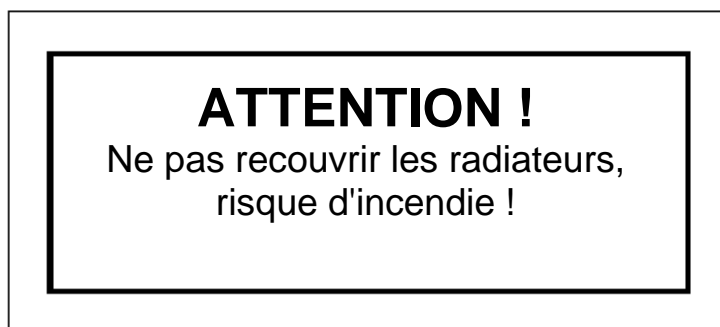 ATTENTION !
Ne pas recouvrir les radiateurs,
risque d'incendie !